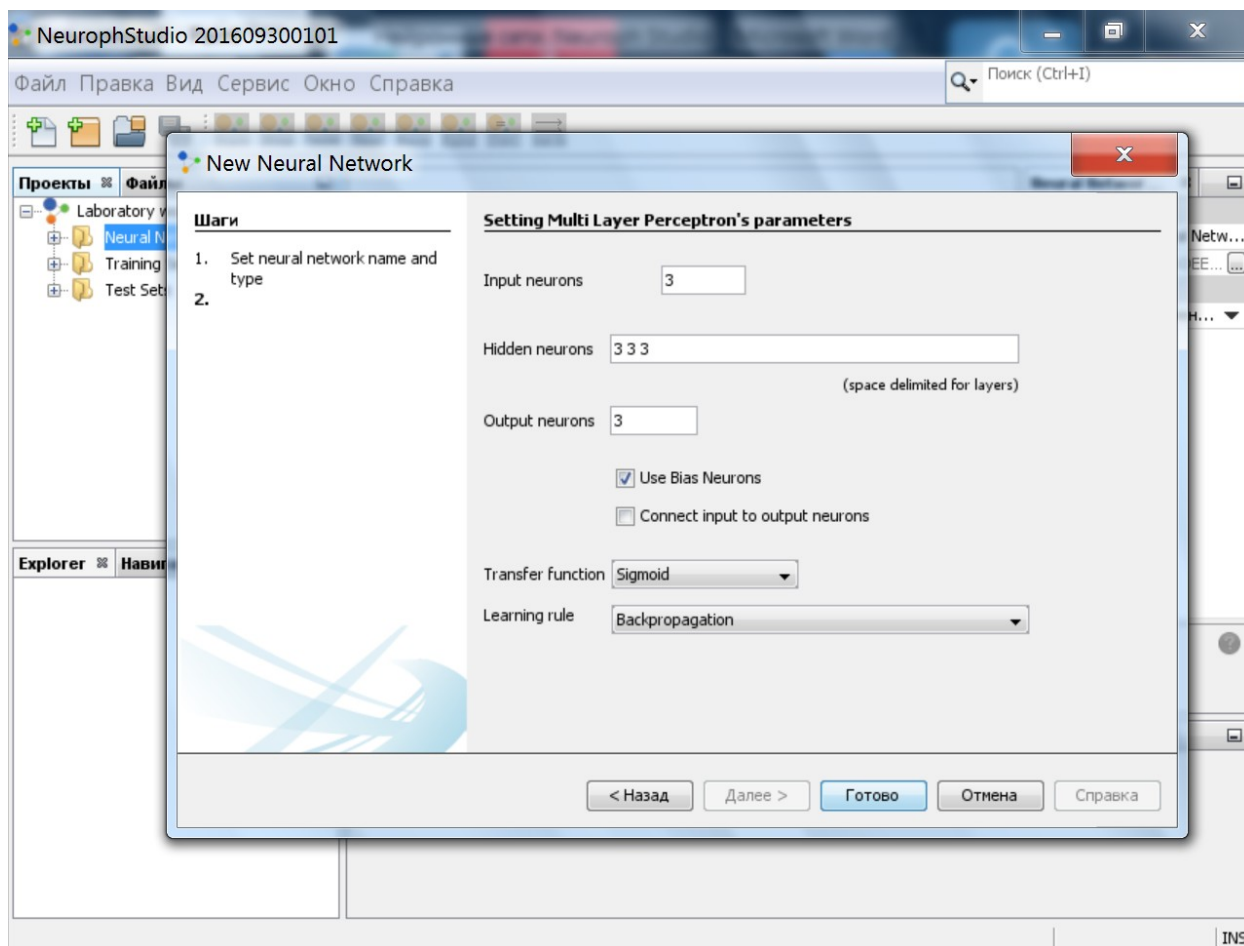 NeurophStudio 201609300101
Файл Правка Вид Сервис Окно Справка
Поиск (Ctrl+I)
New Neural Network
Проекты
Laboratory
Neural
Training
Test Sets
Netw...
Explorer
Шаги
1. Set neural network name and
type
2.
Setting Multi Layer Perceptron's parameters
Input neurons 3
Hidden neurons 3 3 3
(space delimited for layers)
Output neurons 3
Use Bias Neurons
Connect input to output neurons
Transfer function Sigmoid
Learning rule Backpropagation
< Назад Далее > Готово Отмена Справка
INS